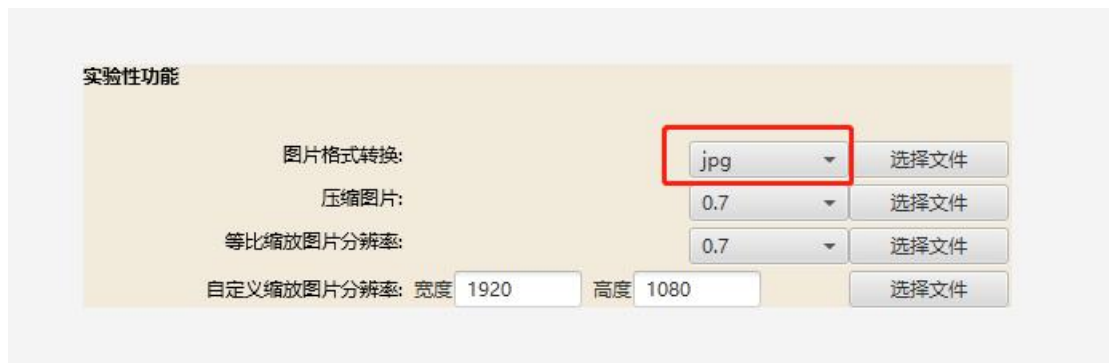 实验性功能
图片格式转换: jpg 选择文件
压缩图片: 0.7 选择文件
等比缩放图片分辨率: 0.7 选择文件
自定义缩放图片分辨率: 宽度 1920 高度 1080 选择文件